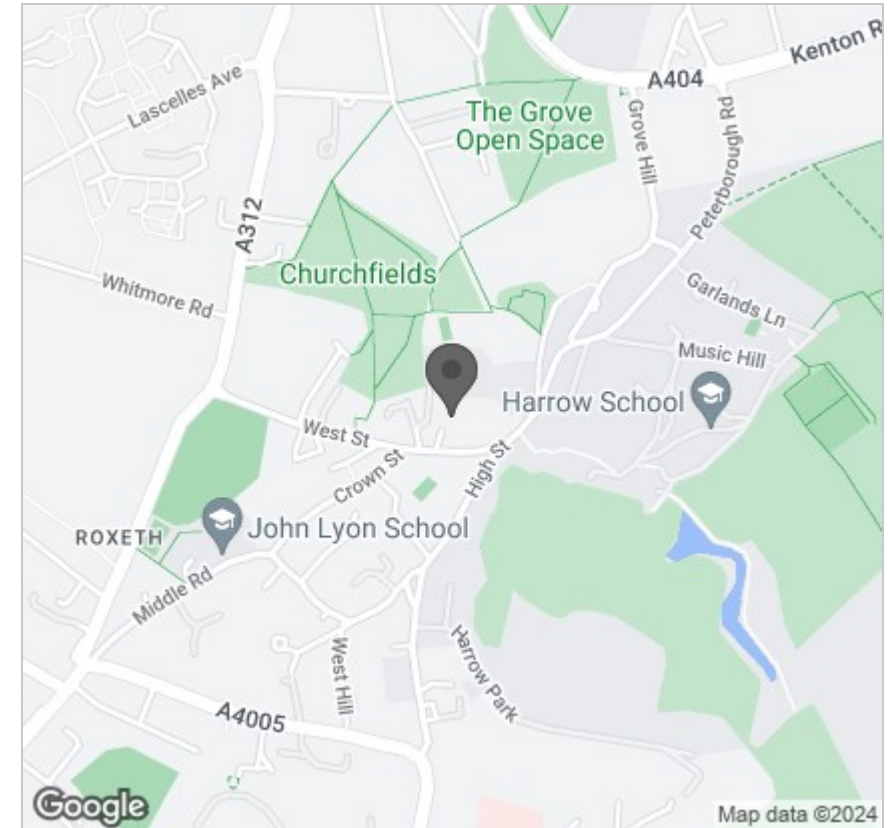 Kenton R
A404
Lascelles Ave
The Grove
Open Space
Grove Hill
Peterborough Rd
A312
Churchfields
Whitmore Rd
Garlands Ln
Music Hill
Harrow School
West St
High St
Crown St
ROXETH
John Lyon School
Middle Rd
Harrow Park
West Hill
A4005
Google
Map data ©2024